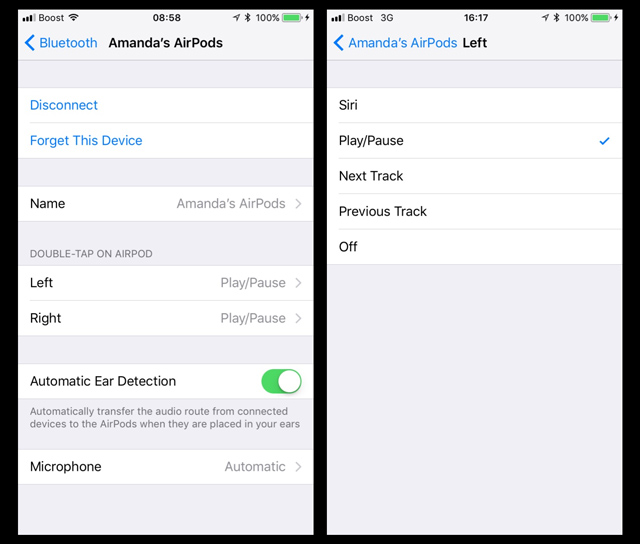 Boost 08:58 100%
Bluetooth Amanda's AirPods
Disconnect
Forget This Device
Name Amanda's AirPods
DOUBLE-TAP ON AIRPOD
Left Play/Pause
Right Play/Pause
Automatic Ear Detection
Automatically transfer the audio route from connected
devices to the AirPods when they are placed in your ears
Microphone Automatic
Boost 3G 16:17 100%
Amanda's AirPods Left
Siri
Play/Pause
Next Track
Previous Track
Off